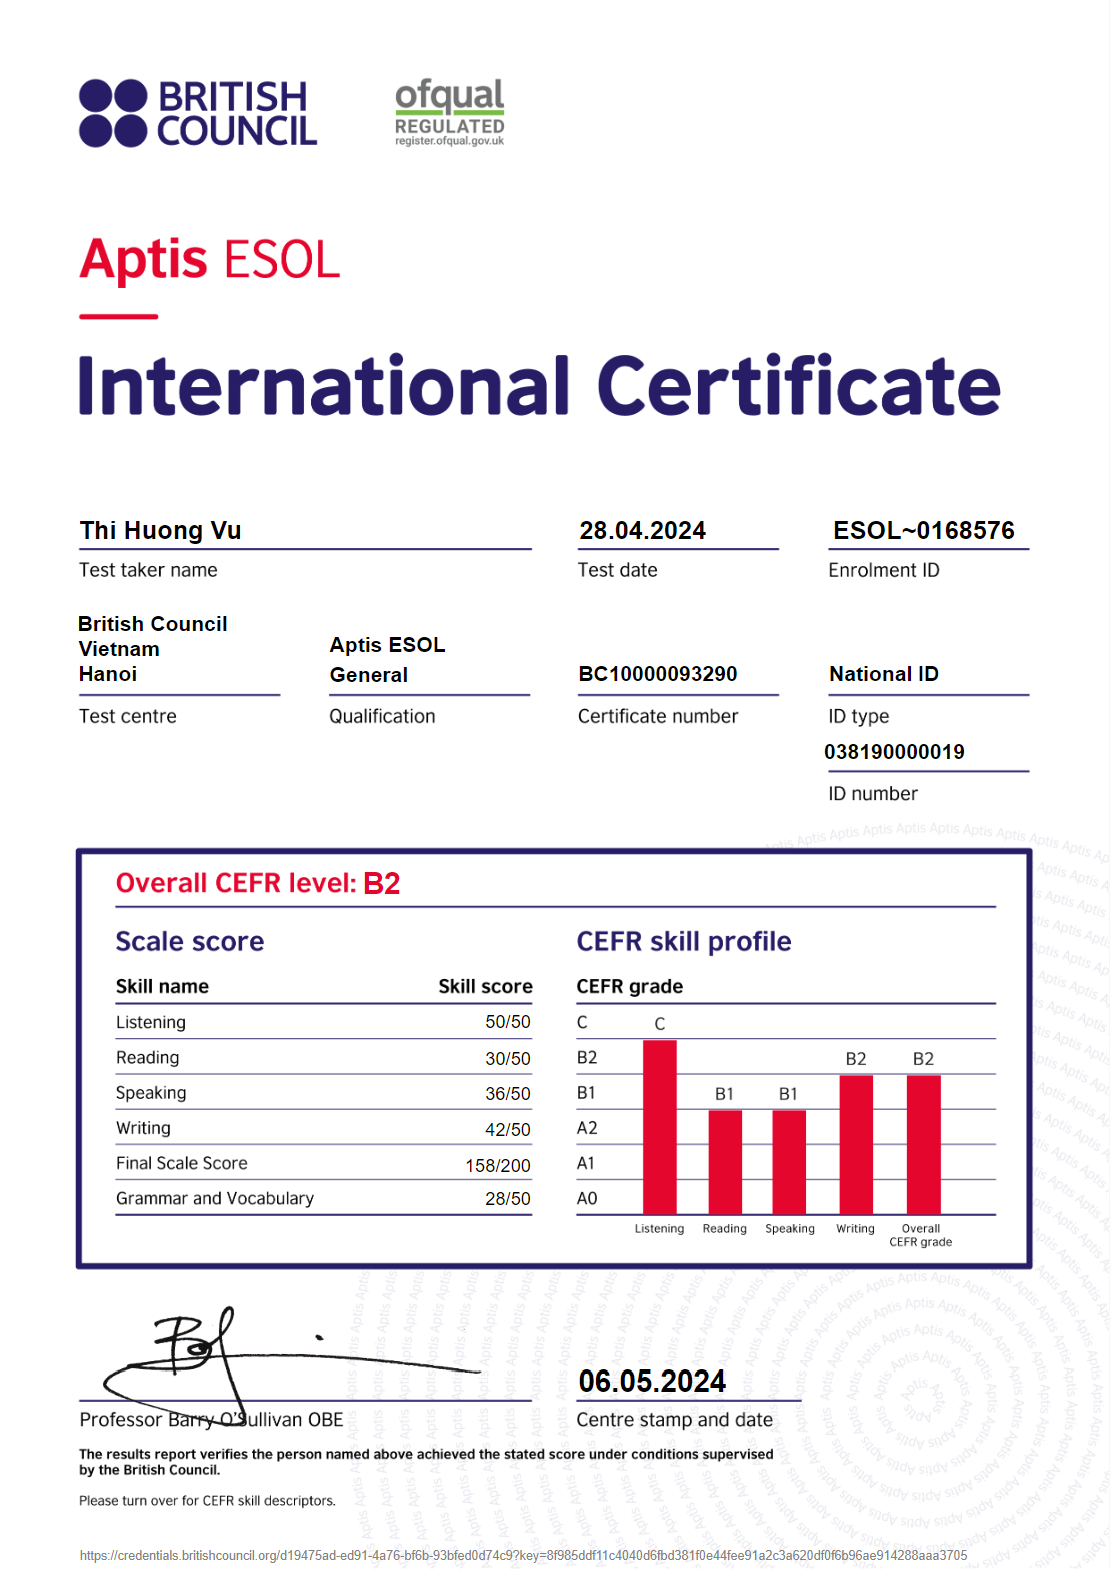 BRITISH
COUNCIL
ofqual
REGULATED
register.ofqual.gov.uk
Aptis ESOL
International Certificate
Thi Huong Vu
28.04.2024
ESOL~0168576
Test taker name
Test date
Enrolment ID
British Council
Vietnam
Hanoi
Aptis ESOL
General
BC10000093290
National ID
Test centre
Qualification
Certificate number
ID type
038190000019
ID number
Overall CEFR level: B2
Scale score
Skill name Skill score
Listening 50/50
Reading 30/50
Speaking 36/50
Writing 42/50
Final Scale Score 158/200
Grammar and Vocabulary 28/50
CEFR skill profile
CEFR grade
C
B2
B1
A2
A1
A0
C
B1
B1
B2
B2
Listening
Reading
Speaking
Writing
Overall
CEFR grade
06.05.2024
Professor Barry O'Sullivan OBE
Centre stamp and date
The results report verifies the person named above achieved the stated score under conditions supervised
by the British Council.
Please turn over for CEFR skill descriptors.
https://credentials.britishcouncil.org/d19475ad-ed91-4a76-bf6b-93bfed0d74c9?key=8f985ddf11c4040d6fbd381f0e44fee91a2c3a620df0f6b96ae914288aaa3705